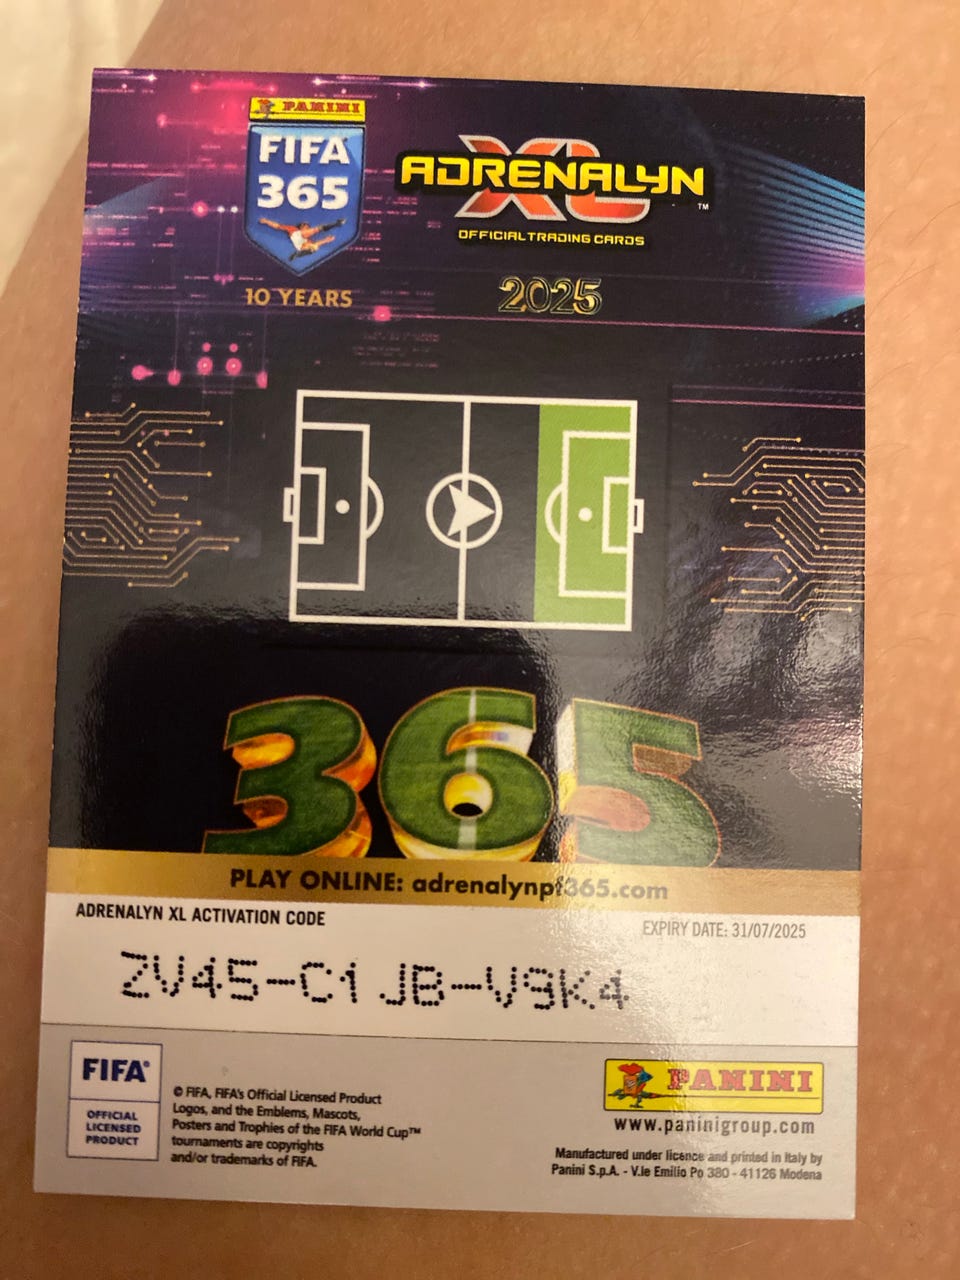 PANINI
FIFA
365
10 YEARS
ADRENALYN
XL
™
OFFICIAL TRADING CARDS
2025
365
PLAY ONLINE: adrenalynpf365.com
ADRENALYN XL ACTIVATION CODE
EXPIRY DATE: 31/07/2025
ZV45-C1JB-V9K4
FIFA®
OFFICIAL
LICENSED
PRODUCT
© FIFA, FIFA's Official Licensed Product
Logos, and the Emblems, Mascots,
Posters and Trophies of the FIFA World Cup™
tournaments are copyrights
and/or trademarks of FIFA.
PANINI
www.paninigroup.com
Manufactured under licence and printed in Italy by
Panini S.p.A. - V.le Emilio Po 380 - 41126 Modena